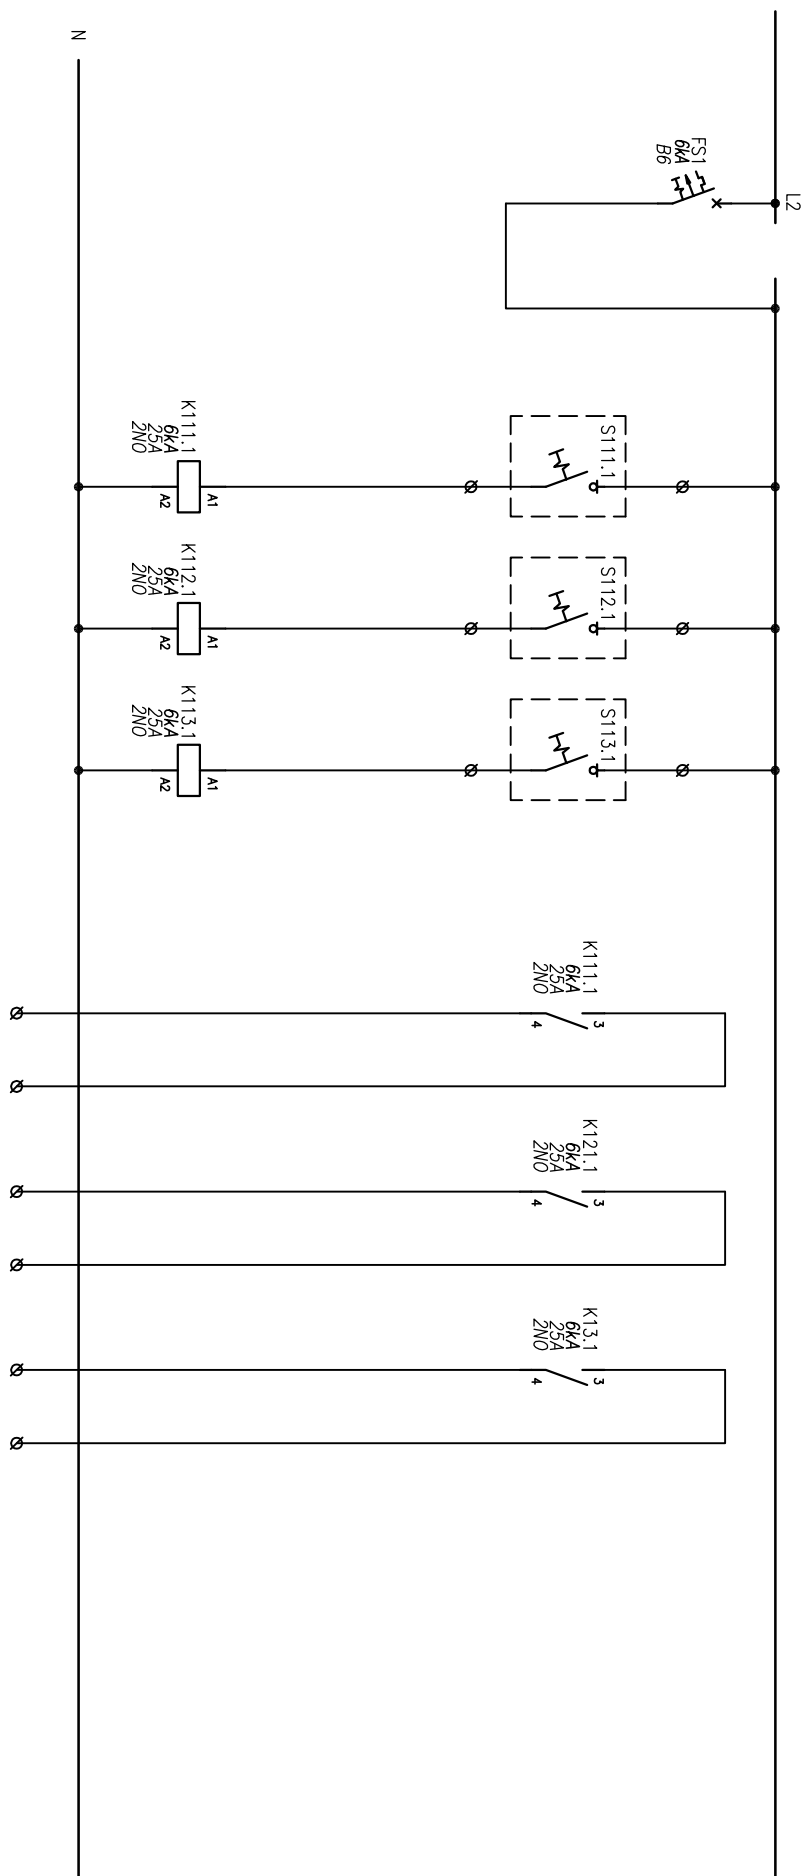 N
L2
FS1
6kA
B6
K111.1
6kA
25A
2NO
A1
A2
S111.1
K112.1
6kA
25A
2NO
A1
A2
S112.1
K113.1
6kA
25A
2NO
A1
A2
S113.1
K111.1
6kA
25A
2NO
3
4
K121.1
6kA
25A
2NO
3
4
K13.1
6kA
25A
2NO
3
4